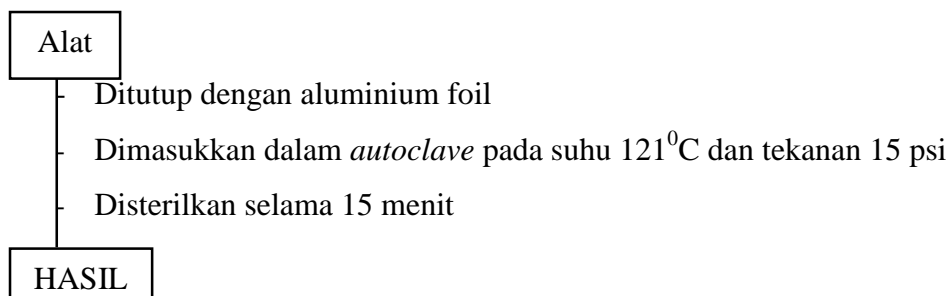 Alat
- Ditutup dengan aluminium foil
- Dimasukkan dalam autoclave pada suhu 121⁰C dan tekanan 15 psi
- Disterilkan selama 15 menit
HASIL